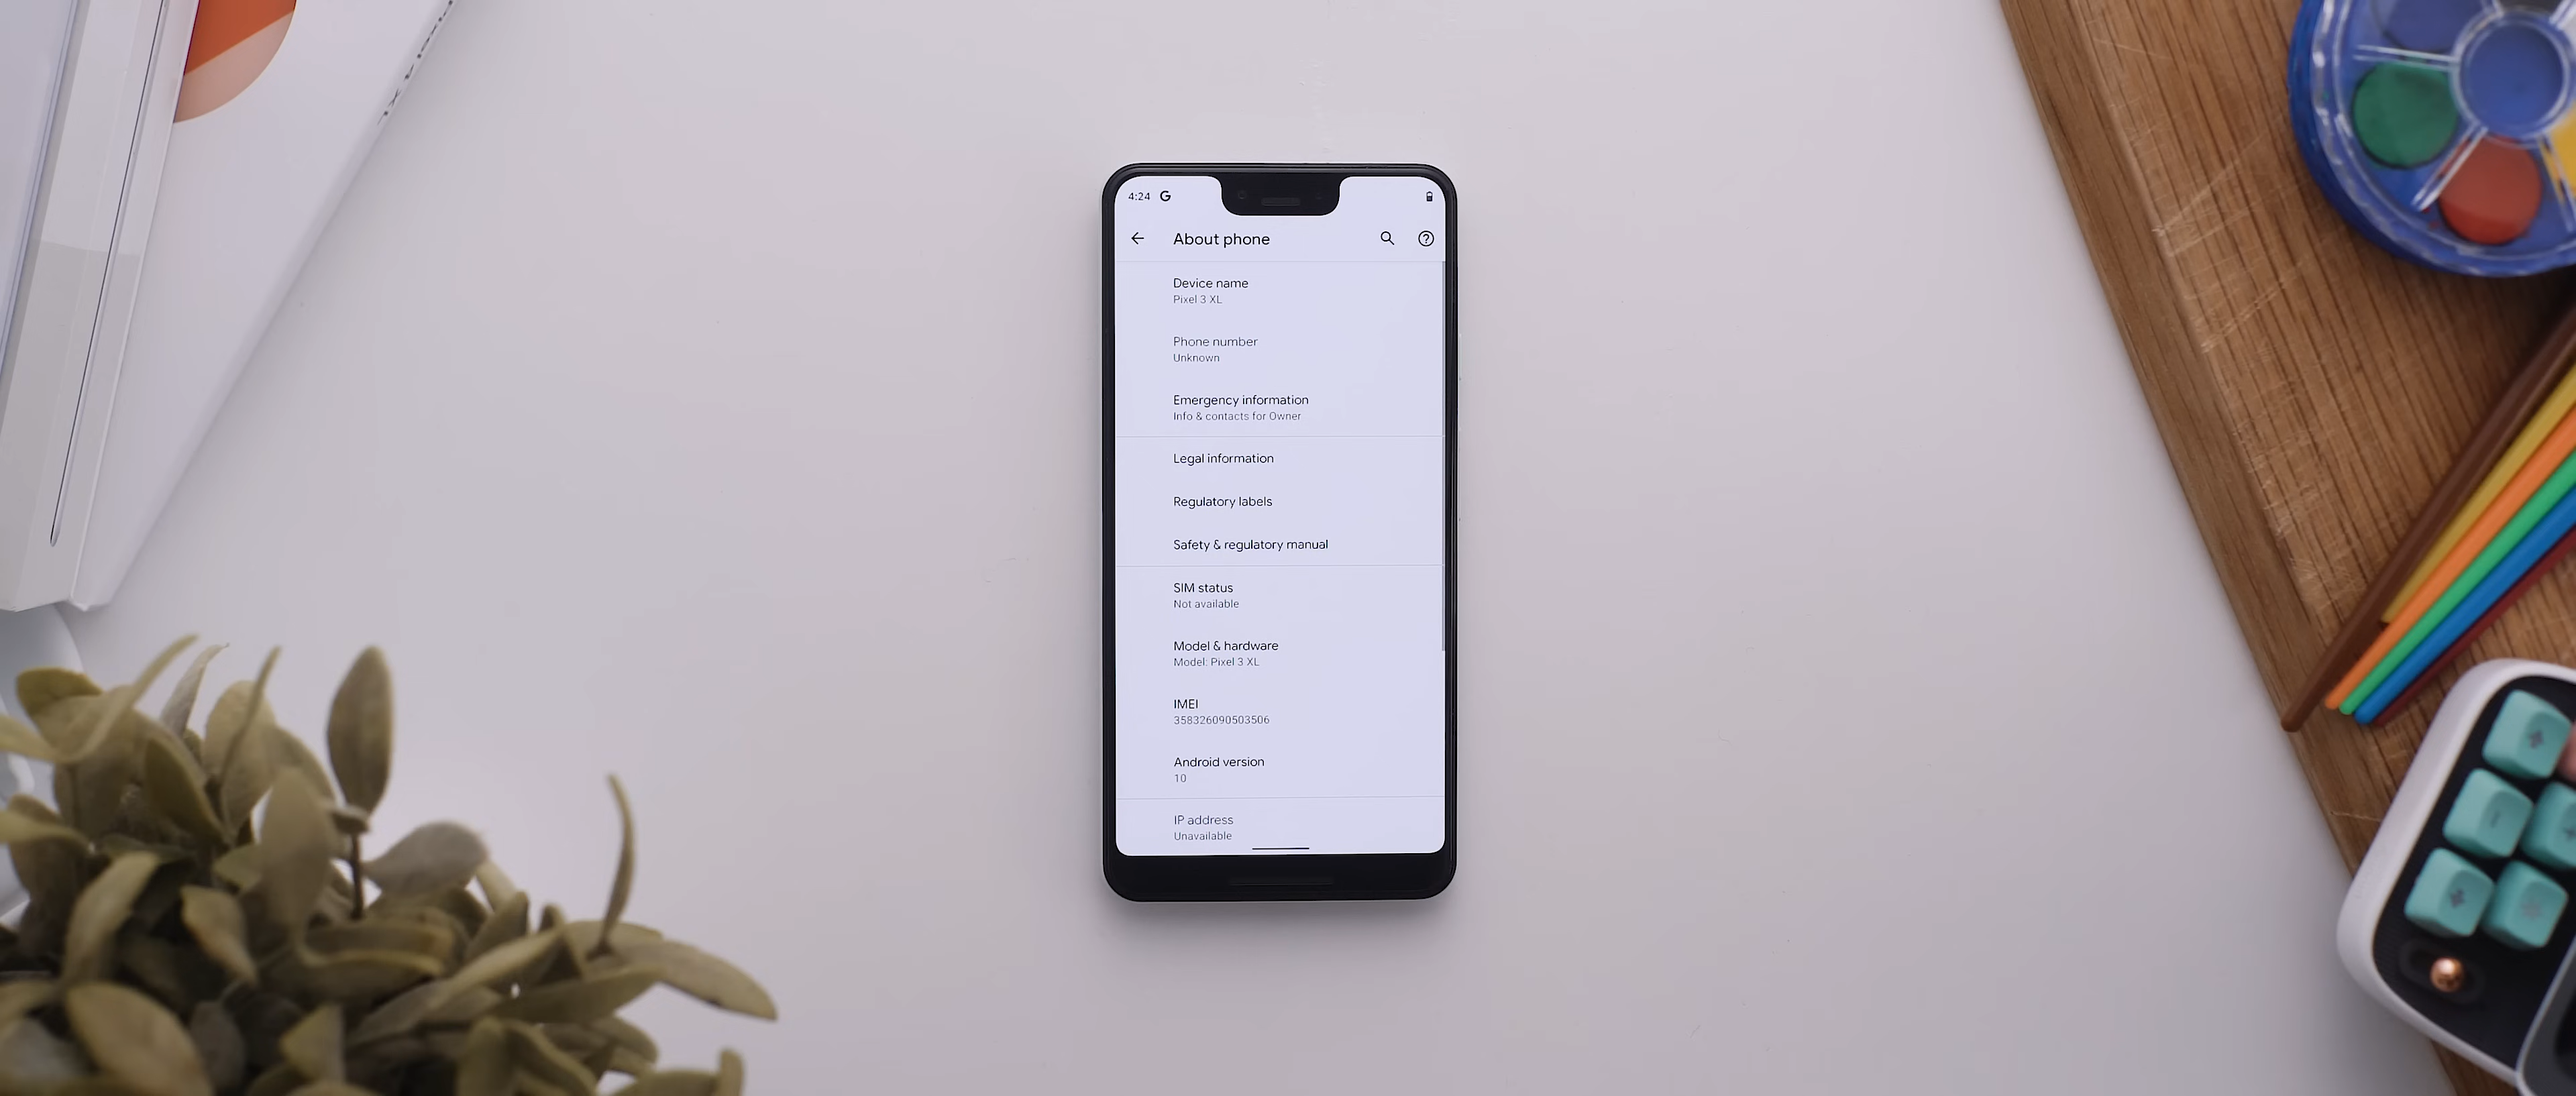 4:24 G
About phone
Device name
Pixel 3 XL
Phone number
Unknown
Emergency information
Info & contacts for Owner
Legal information
Regulatory labels
Safety & regulatory manual
SIM status
Not available
Model & hardware
Model: Pixel 3 XL
IMEI
358326090503506
Android version
10
IP address
Unavailable